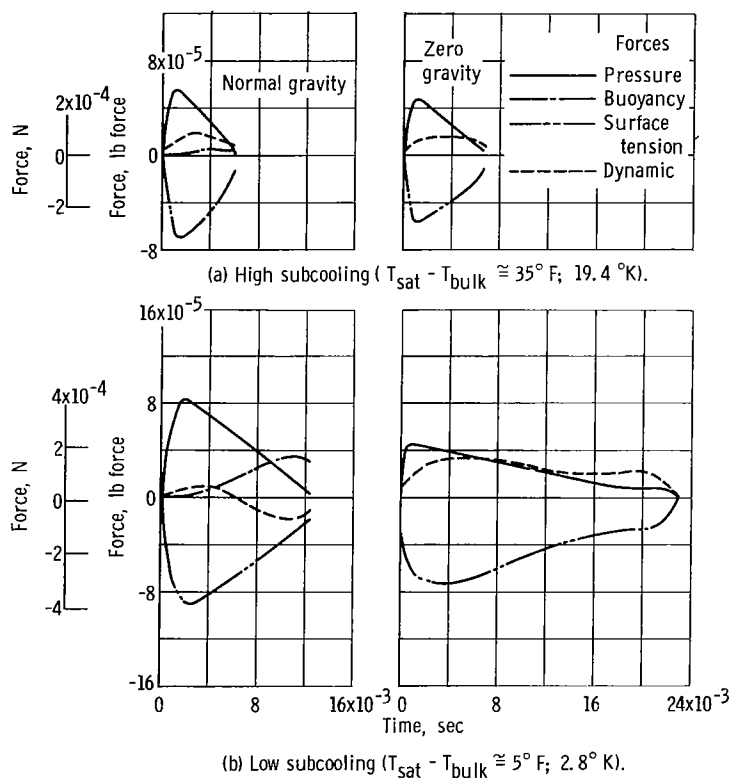 8x10⁻⁵
Normal gravity
2x10⁻⁴
0
-2
Force, N
Force, lb force
0
-8
Zero gravity
Forces
Pressure
Buoyancy
Surface tension
Dynamic
(a) High subcooling (T_sat - T_bulk ≅ 35° F; 19.4 °K).
16x10⁻⁵
8
0
-8
-16
4x10⁻⁴
2
0
-2
-4
Force, N
Force, lb force
0
8
16x10⁻³
0
8
16
24x10⁻³
Time, sec
(b) Low subcooling (T_sat - T_bulk ≅ 5° F; 2.8° K).